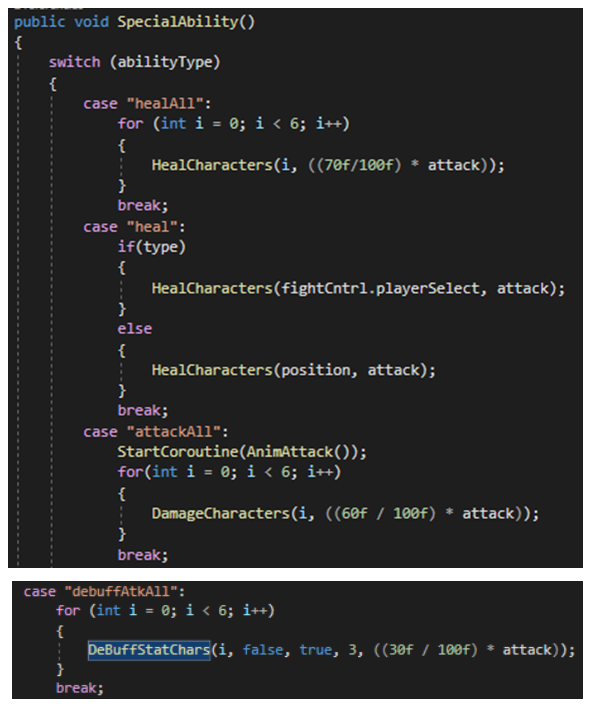 public void SpecialAbility()
{
switch (abilityType)
{
case "healAll":
for (int i = 0; i < 6; i++)
{
HealCharacters(i, ((70f/100f) * attack));
}
break;
case "heal":
if(type)
{
HealCharacters(fightCntrl.playerSelect, attack);
}
else
{
HealCharacters(position, attack);
}
break;
case "attackAll":
StartCoroutine(AnimAttack());
for(int i = 0; i < 6; i++)
{
DamageCharacters(i, ((60f / 100f) * attack));
}
break;
case "debuffAtkAll":
for (int i = 0; i < 6; i++)
{
DeBuffStatChars(i, false, true, 3, ((30f / 100f) * attack));
}
break;